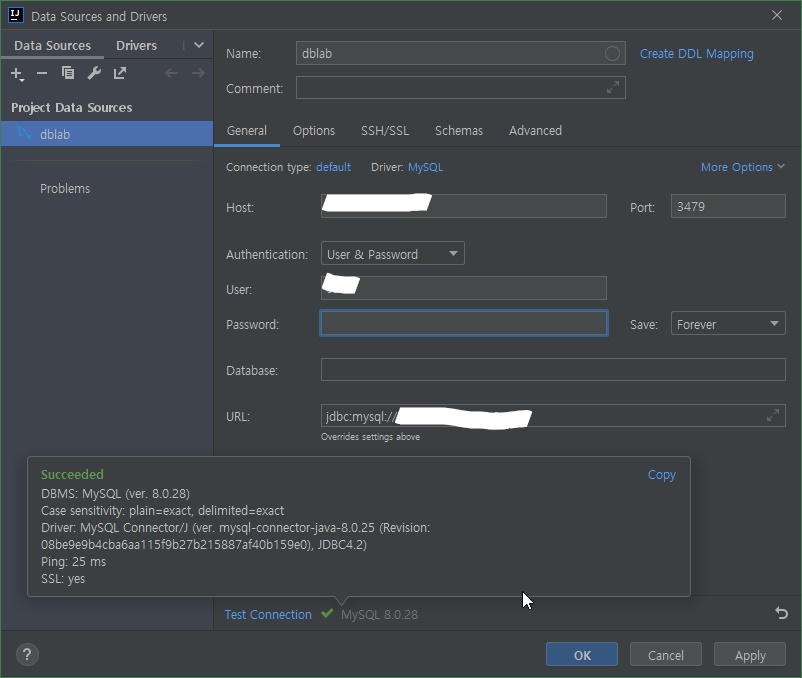 IJ Data Sources and Drivers
Data Sources Drivers
Name: dblab Create DDL Mapping
Comment:
Project Data Sources
dblab
Problems
General Options SSH/SSL Schemas Advanced
Connection type: default Driver: MySQL More Options
Host: Port: 3479
Authentication: User & Password
User:
Password: Save: Forever
Database:
URL: jdbc:mysql://
Overrides settings above
Succeeded Copy
DBMS: MySQL (ver. 8.0.28)
Case sensitivity: plain=exact, delimited=exact
Driver: MySQL Connector/J (ver. mysql-connector-java-8.0.25 (Revision:
08be9e9b4cba6aa115f9b27b215887af40b159e0), JDBC4.2)
Ping: 25 ms
SSL: yes
Test Connection MySQL 8.0.28
? OK Cancel Apply